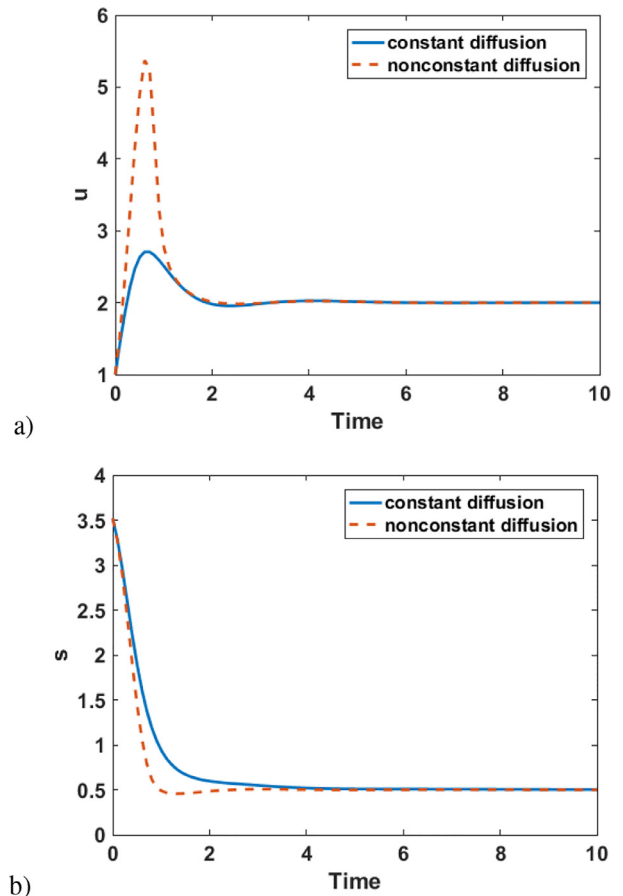 6
5
4
3
2
1
u
constant diffusion
nonconstant diffusion
0 2 4 6 8 10
Time
a)
4
3.5
3
2.5
2
1.5
1
0.5
0
s
constant diffusion
nonconstant diffusion
0 2 4 6 8 10
Time
b)